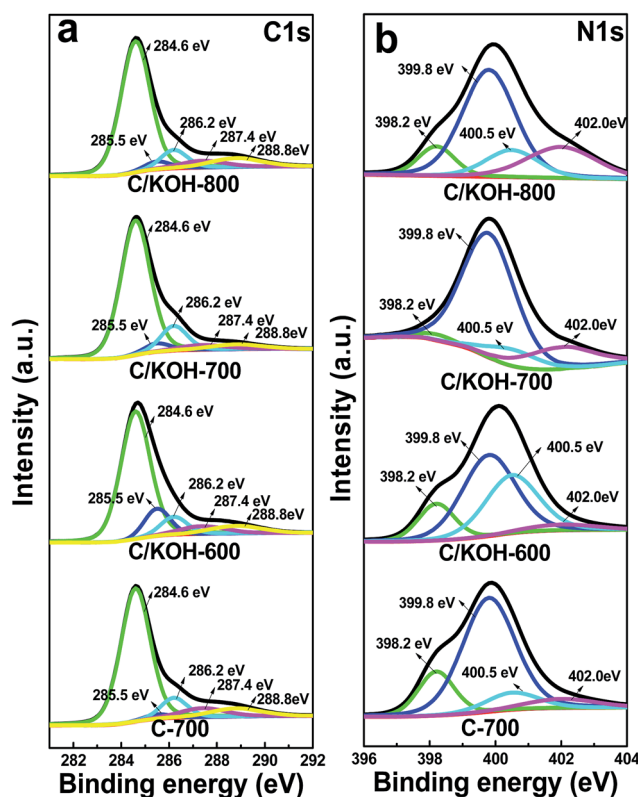 a C1s
284.6 eV
286.2 eV
285.5 eV
287.4 eV
288.8eV
C/KOH-800
284.6 eV
286.2 eV
285.5 eV
287.4 eV
288.8 eV
C/KOH-700
284.6 eV
286.2 eV
285.5 eV
287.4 eV
288.8 eV
C/KOH-600
284.6 eV
286.2 eV
285.5 eV
287.4 eV
288.8 eV
C-700
282 284 286 288 290 292
Binding energy (eV)
Intensity (a.u.)
b N1s
399.8 eV
398.2 eV
400.5 eV
402.0 eV
C/KOH-800
399.8 eV
398.2 eV
400.5 eV
402.0eV
C/KOH-700
399.8 eV
400.5 eV
398.2 eV
402.0eV
C/KOH-600
399.8 eV
398.2 eV
400.5 eV
402.0eV
C-700
396 398 400 402 404
Binding energy (eV)
Intensity (a.u.)